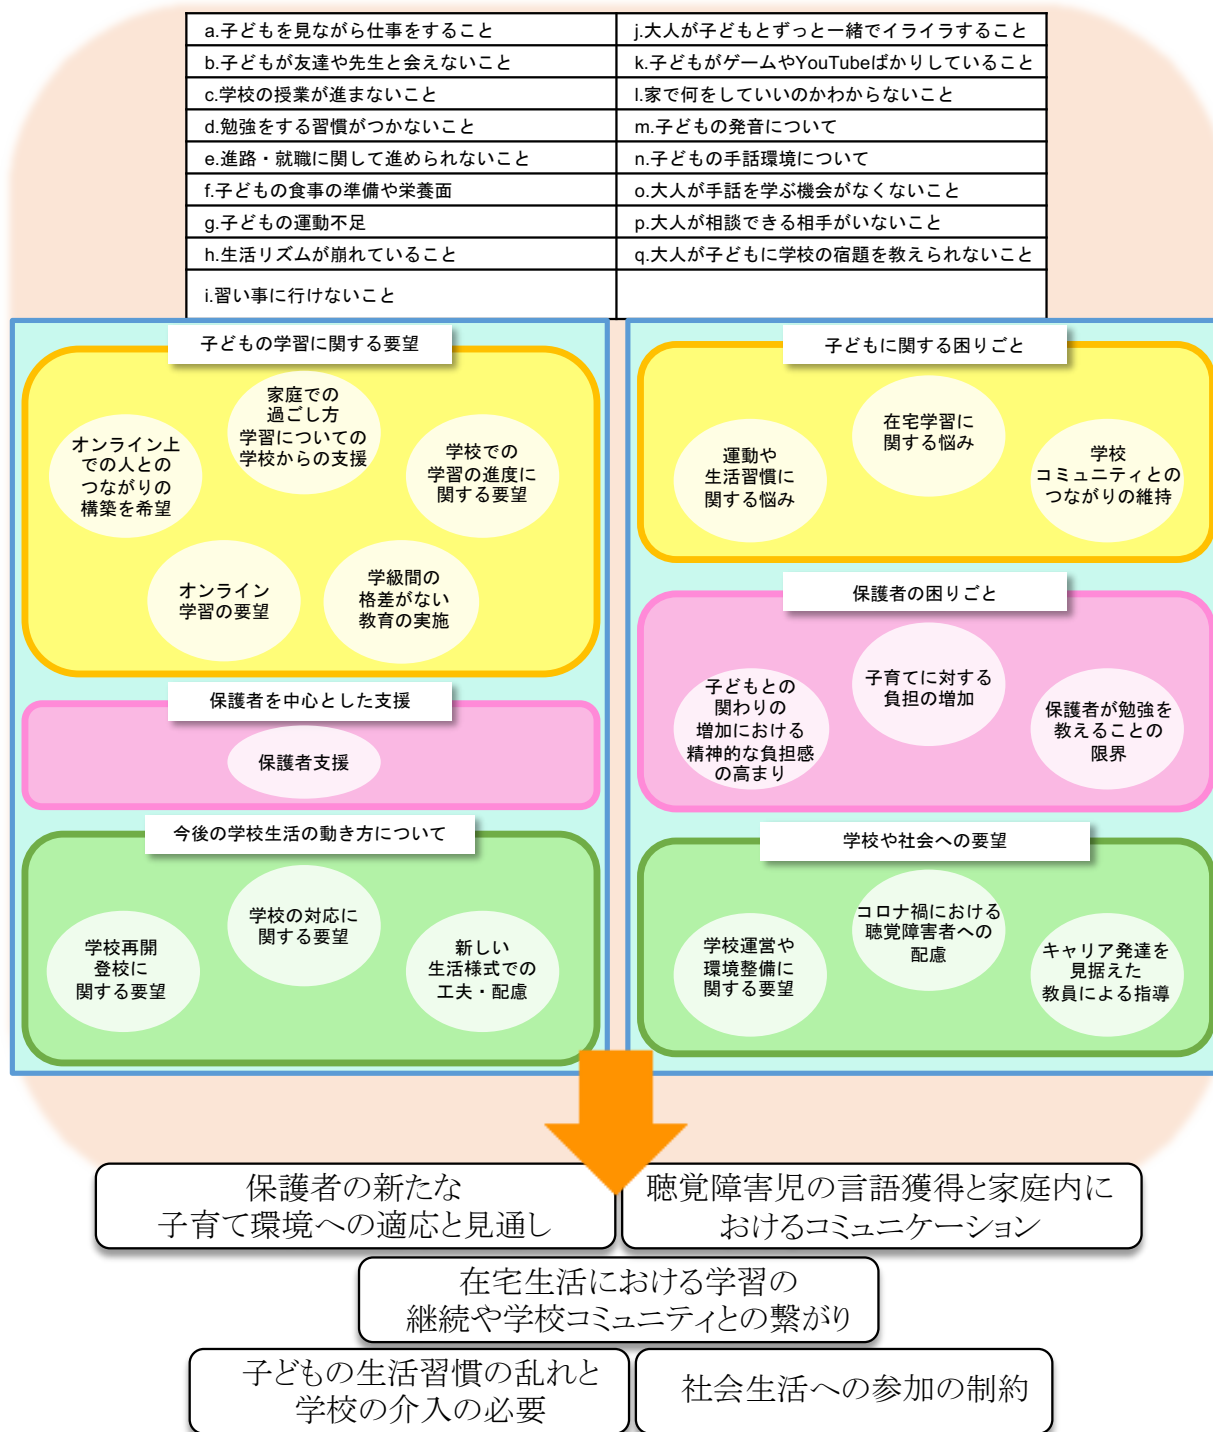 a.子どもを見ながら仕事をすること
j.大人が子どもとずっと一緒でイライラすること
b.子どもが友達や先生と会えないこと
k.子どもがゲームやYouTubeばかりしていること
c.学校の授業が進まないこと
l.家で何をしていいのかわからないこと
d.勉強をする習慣がつかないこと
m.子どもの発音について
e.進路・就職に関して進められないこと
n.子どもの手話環境について
f.子どもの食事の準備や栄養面
o.大人が手話を学ぶ機会がなくないこと
g.子どもの運動不足
p.大人が相談できる相手がいないこと
h.生活リズムが崩れていること
q.大人が子どもに学校の宿題を教えられないこと
i.習い事に行けないこと
子どもの学習に関する要望
オンライン上
での人との
つながりの
構築を希望
家庭での
過ごし方
学習についての
学校からの支援
学校での
学習の進度に
関する要望
オンライン
学習の要望
学級間の
格差がない
教育の実施
保護者を中心とした支援
保護者支援
今後の学校生活の動き方について
学校再開
登校に
関する要望
学校の対応に
関する要望
新しい
生活様式での
工夫・配慮
子どもに関する困りごと
運動や
生活習慣に
関する悩み
在宅学習に
関する悩み
学校
コミュニティとの
つながりの維持
保護者の困りごと
子どもとの
関わりの
増加における
精神的な負担感
の高まり
子育てに対する
負担の増加
保護者が勉強を
教えることの
限界
学校や社会への要望
学校運営や
環境整備に
関する要望
コロナ禍における
聴覚障害者への
配慮
キャリア発達を
見据えた
教員による指導
保護者の新たな
子育て環境への適応と見通し
聴覚障害児の言語獲得と家庭内に
おけるコミュニケーション
在宅生活における学習の
継続や学校コミュニティとの繋がり
子どもの生活習慣の乱れと
学校の介入の必要
社会生活への参加の制約